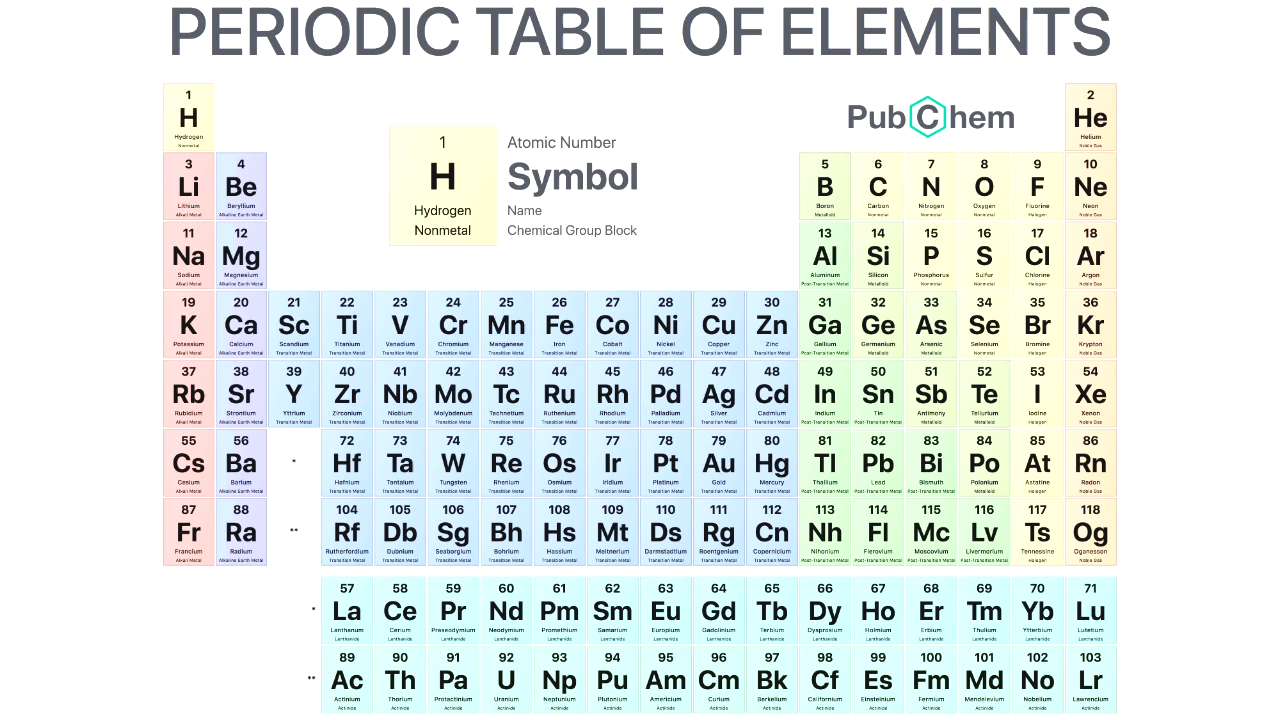 PERIODIC TABLE OF ELEMENTS
1 2
H He
Hydrogen Helium
Nonmetal Noble Gas
PubChem
1 Atomic Number
H Symbol
Hydrogen Name
Nonmetal Chemical Group Block
3 4 5 6 7 8 9 10
Li Be B C N O F Ne
Lithium Beryllium Boron Carbon Nitrogen Oxygen Fluorine Neon
Alkali Metal Alkaline Earth Metal Metalloid Nonmetal Nonmetal Nonmetal Halogen Noble Gas
11 12 13 14 15 16 17 18
Na Mg Al Si P S Cl Ar
Sodium Magnesium Aluminum Silicon Phosphorus Sulfur Chlorine Argon
Alkali Metal Alkaline Earth Metal Post-Transition Metal Metalloid Nonmetal Nonmetal Halogen Noble Gas
19 20 21 22 23 24 25 26 27 28 29 30 31 32 33 34 35 36
K Ca Sc Ti V Cr Mn Fe Co Ni Cu Zn Ga Ge As Se Br Kr
Potassium Calcium Scandium Titanium Vanadium Chromium Manganese Iron Cobalt Nickel Copper Zinc Gallium Germanium Arsenic Selenium Bromine Krypton
Alkali Metal Alkaline Earth Metal Transition Metal Transition Metal Transition Metal Transition Metal Transition Metal Transition Metal Transition Metal Transition Metal Transition Metal Transition Metal Post-Transition Metal Metalloid Metalloid Nonmetal Halogen Noble Gas
37 38 39 40 41 42 43 44 45 46 47 48 49 50 51 52 53 54
Rb Sr Y Zr Nb Mo Tc Ru Rh Pd Ag Cd In Sn Sb Te I Xe
Rubidium Strontium Yttrium Zirconium Niobium Molybdenum Technetium Ruthenium Rhodium Palladium Silver Cadmium Indium Tin Antimony Tellurium Iodine Xenon
Alkali Metal Alkaline Earth Metal Transition Metal Transition Metal Transition Metal Transition Metal Transition Metal Transition Metal Transition Metal Transition Metal Transition Metal Transition Metal Post-Transition Metal Post-Transition Metal Metalloid Metalloid Halogen Noble Gas
55 56 * 72 73 74 75 76 77 78 79 80 81 82 83 84 85 86
Cs Ba Hf Ta W Re Os Ir Pt Au Hg Tl Pb Bi Po At Rn
Cesium Barium Hafnium Tantalum Tungsten Rhenium Osmium Iridium Platinum Gold Mercury Thallium Lead Bismuth Polonium Astatine Radon
Alkali Metal Alkaline Earth Metal Transition Metal Transition Metal Transition Metal Transition Metal Transition Metal Transition Metal Transition Metal Transition Metal Transition Metal Post-Transition Metal Post-Transition Metal Post-Transition Metal Metalloid Halogen Noble Gas
87 88 ** 104 105 106 107 108 109 110 111 112 113 114 115 116 117 118
Fr Ra Rf Db Sg Bh Hs Mt Ds Rg Cn Nh Fl Mc Lv Ts Og
Francium Radium Rutherfordium Dubnium Seaborgium Bohrium Hassium Meitnerium Darmstadtium Roentgenium Copernicium Nihonium Flerovium Moscovium Livermorium Tennessine Oganesson
Alkali Metal Alkaline Earth Metal Transition Metal Transition Metal Transition Metal Transition Metal Transition Metal Transition Metal Transition Metal Transition Metal Transition Metal Post-Transition Metal Post-Transition Metal Post-Transition Metal Post-Transition Metal Halogen Noble Gas
* 57 58 59 60 61 62 63 64 65 66 67 68 69 70 71
La Ce Pr Nd Pm Sm Eu Gd Tb Dy Ho Er Tm Yb Lu
Lanthanum Cerium Praseodymium Neodymium Promethium Samarium Europium Gadolinium Terbium Dysprosium Holmium Erbium Thulium Ytterbium Lutetium
Lanthanide Lanthanide Lanthanide Lanthanide Lanthanide Lanthanide Lanthanide Lanthanide Lanthanide Lanthanide Lanthanide Lanthanide Lanthanide Lanthanide Lanthanide
** 89 90 91 92 93 94 95 96 97 98 99 100 101 102 103
Ac Th Pa U Np Pu Am Cm Bk Cf Es Fm Md No Lr
Actinium Thorium Protactinium Uranium Neptunium Plutonium Americium Curium Berkelium Californium Einsteinium Fermium Mendelevium Nobelium Lawrencium
Actinide Actinide Actinide Actinide Actinide Actinide Actinide Actinide Actinide Actinide Actinide Actinide Actinide Actinide Actinide